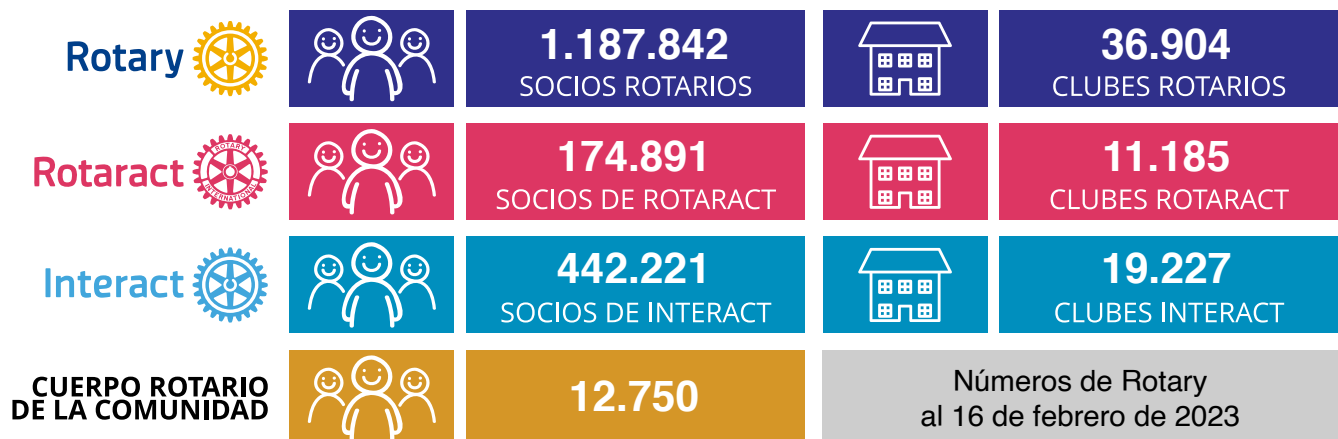 Rotary
1.187.842
SOCIOS ROTARIOS
36.904
CLUBES ROTARIOS
Rotaract
ROTARY
INTERNATIONAL
174.891
SOCIOS DE ROTARACT
11.185
CLUBES ROTARACT
Interact
442.221
SOCIOS DE INTERACT
19.227
CLUBES INTERACT
CUERPO ROTARIO
DE LA COMUNIDAD
12.750
Números de Rotary
al 16 de febrero de 2023